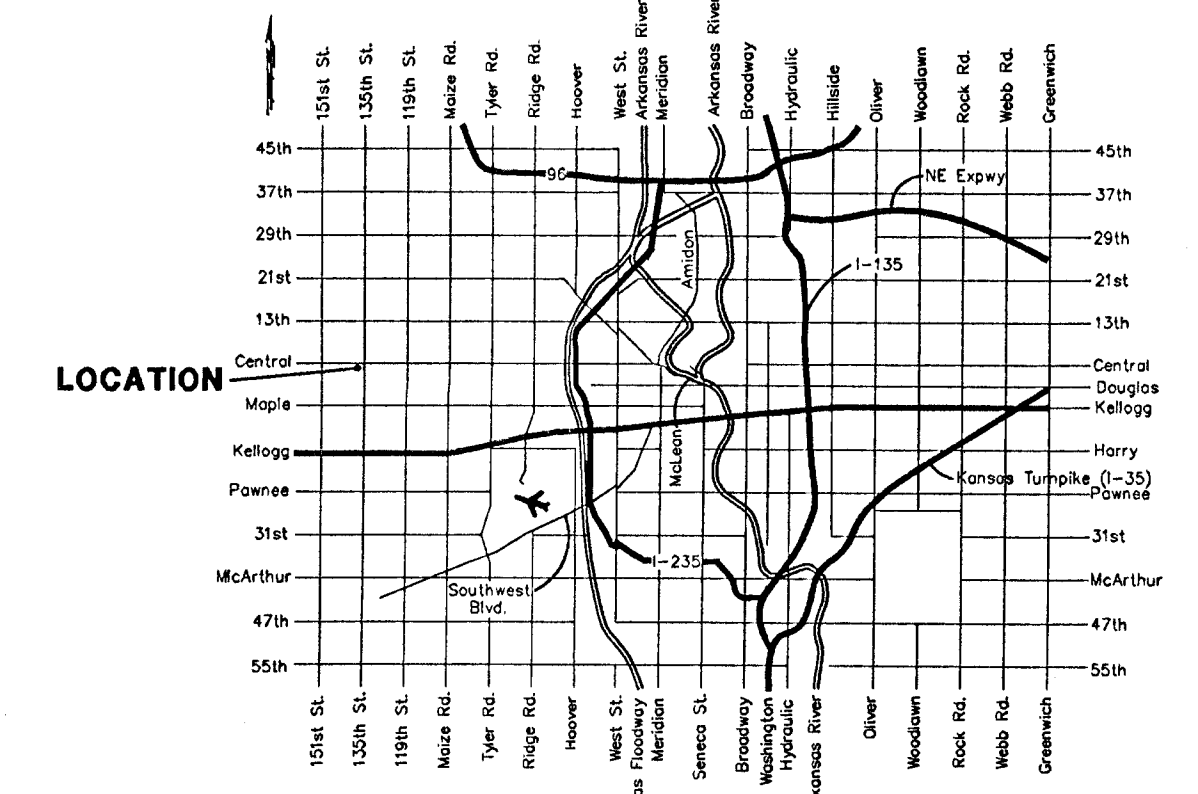 151st St.
135th St.
119th St.
Maize Rd.
Tyler Rd.
Ridge Rd.
Hoover
West St.
Arkansas River
Meridian
Arkansas River
Broadway
Hydraulic
Hillside
Oliver
Woodlawn
Rock Rd.
Webb Rd.
Greenwich
45th
45th
96
NE Expwy
37th
37th
29th
29th
Amidon
I-135
21st
21st
13th
13th
Central
Central
LOCATION
Douglas
Maple
Kellogg
Kellogg
Harry
McLean
Kansas Turnpike (I-35)
Pawnee
Pawnee
31st
31st
I-235
McArthur
McArthur
Southwest
Blvd.
47th
47th
55th
55th
151st St.
135th St.
119th St.
Maize Rd.
Tyler Rd.
Ridge Rd.
Hoover
West St.
as Floodway
Meridian
Seneca St.
Broadway
Washington
Hydraulic
kansas River
Oliver
Woodlawn
Rock Rd.
Webb Rd.
Greenwich